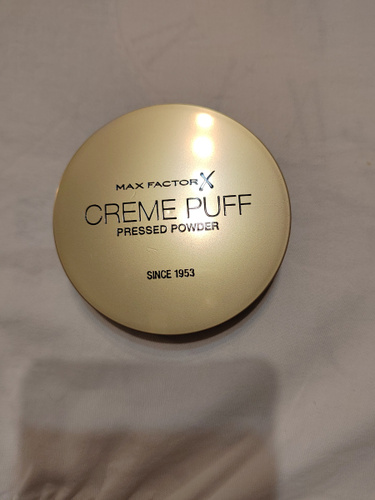 MAX FACTOR X
CREME PUFF
PRESSED POWDER
SINCE 1953